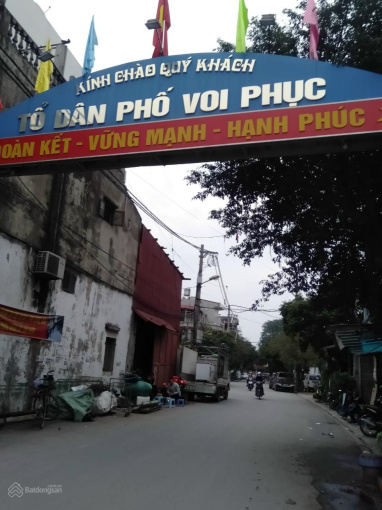 KÍNH CHÀO QUÝ KHÁCH
TỔ DÂN PHỐ VOI PHỤC
ĐOÀN KẾT - VỮNG MẠNH - HẠNH PHÚC
Batdongsan